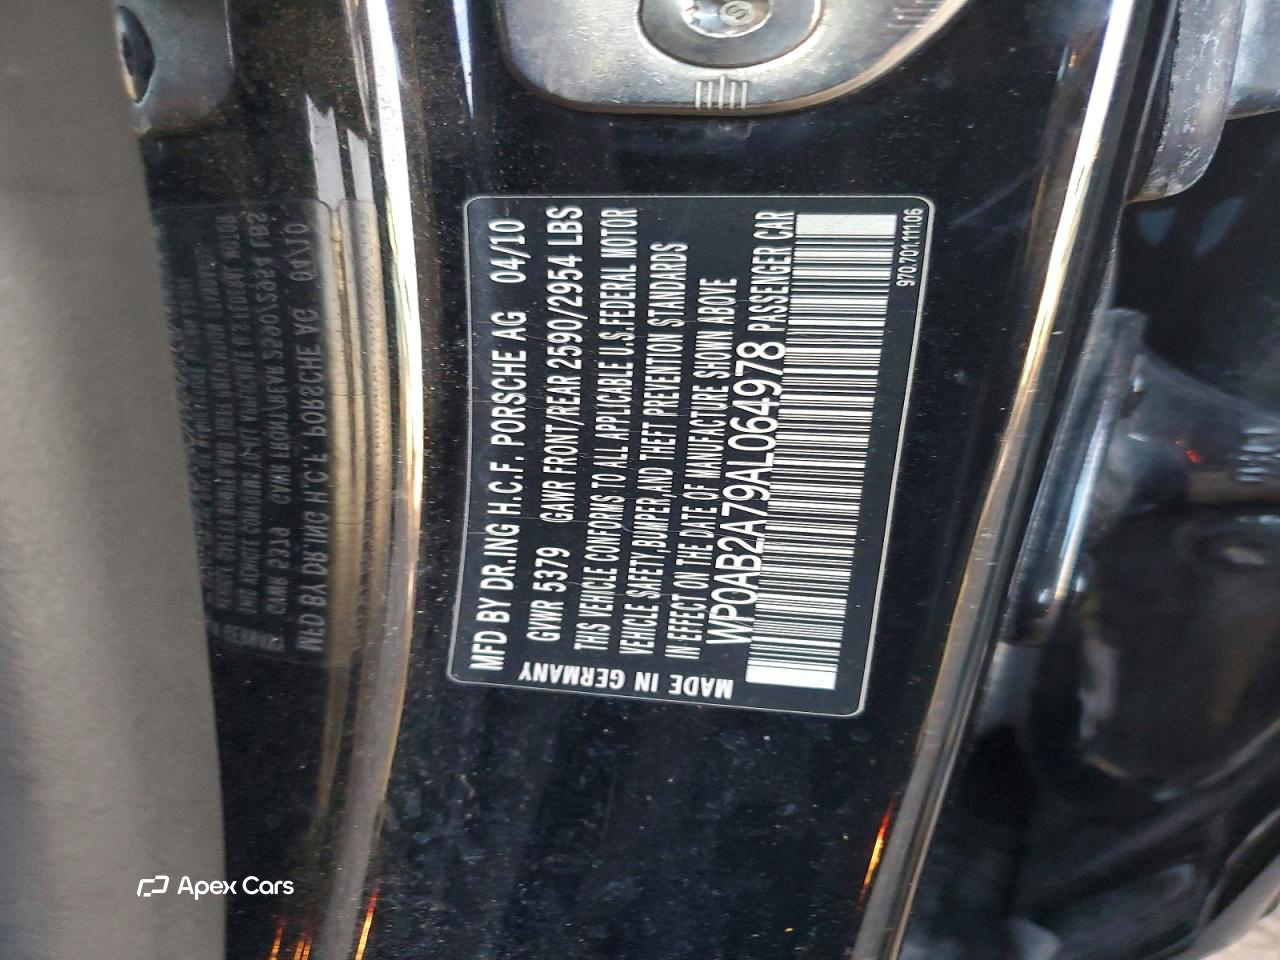 MFD BY DR.ING H.C.F. PORSCHE AG 04/10
GVWR 5379 GAWR FRONT/REAR 2590/2954 LBS
THIS VEHICLE CONFORMS TO ALL APPLICABLE U.S.FEDERAL MOTOR
VEHICLE SAFETY,BUMPER,AND THEFT PREVENTION STANDARDS
IN EFFECT ON THE DATE OF MANUFACTURE SHOWN ABOVE
WP0AB2A79AL064978 PASSENGER CAR
970.701.111.06
MADE IN GERMANY
Apex Cars